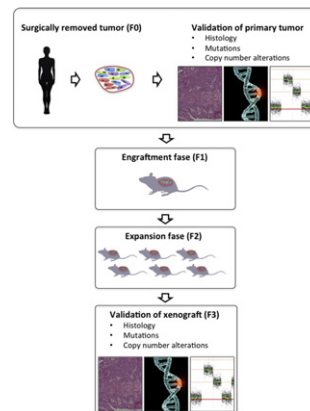 Surgically removed tumor (F0)
Validation of primary tumor
• Histology
• Mutations
• Copy number alterations
Engraftment fase (F1)
Expansion fase (F2)
Validation of xenograft (F3)
• Histology
• Mutations
• Copy number alterations